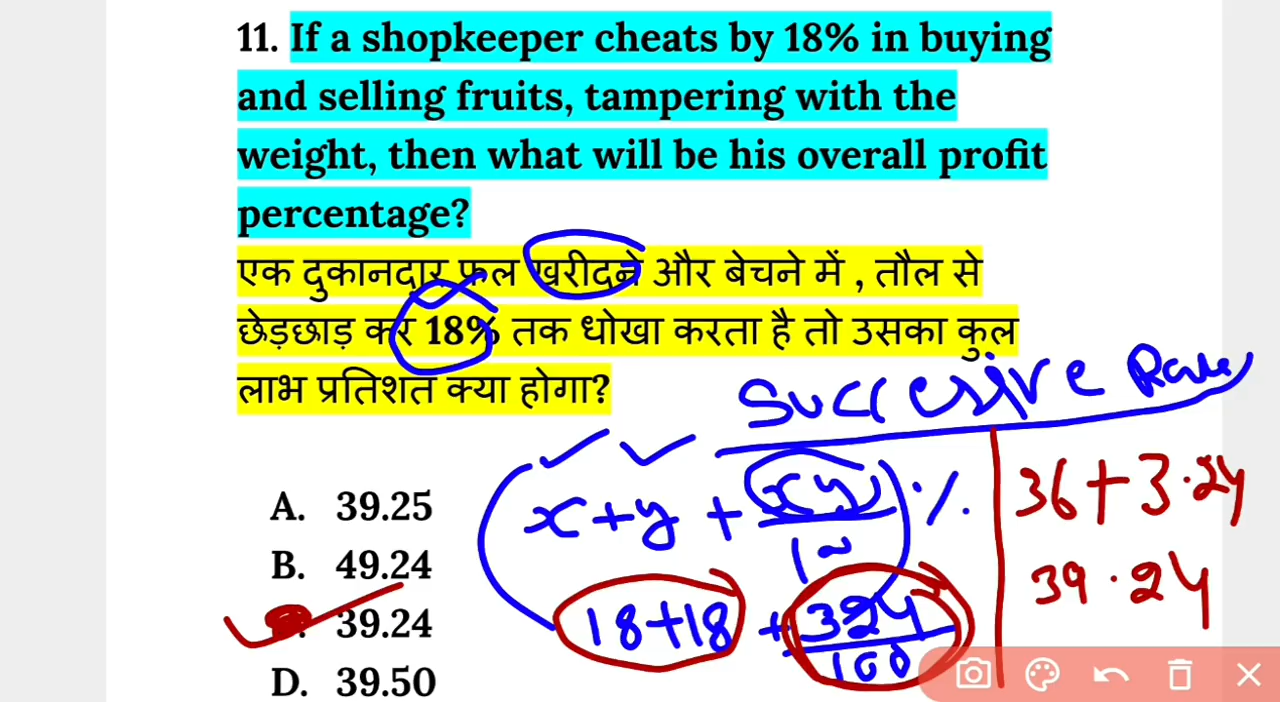 11. If a shopkeeper cheats by 18% in buying
and selling fruits, tampering with the
weight, then what will be his overall profit
percentage?
एक दुकानदार फल खरीदने और बेचने में , तौल से
छेड़छाड़ कर 18% तक धोखा करता है तो उसका कुल
लाभ प्रतिशत क्या होगा?
Successive
A. 39.25
B. 49.24
39.24
D. 39.50
x+y + xy %
18+18 + 324
100
36+3.24
39.24